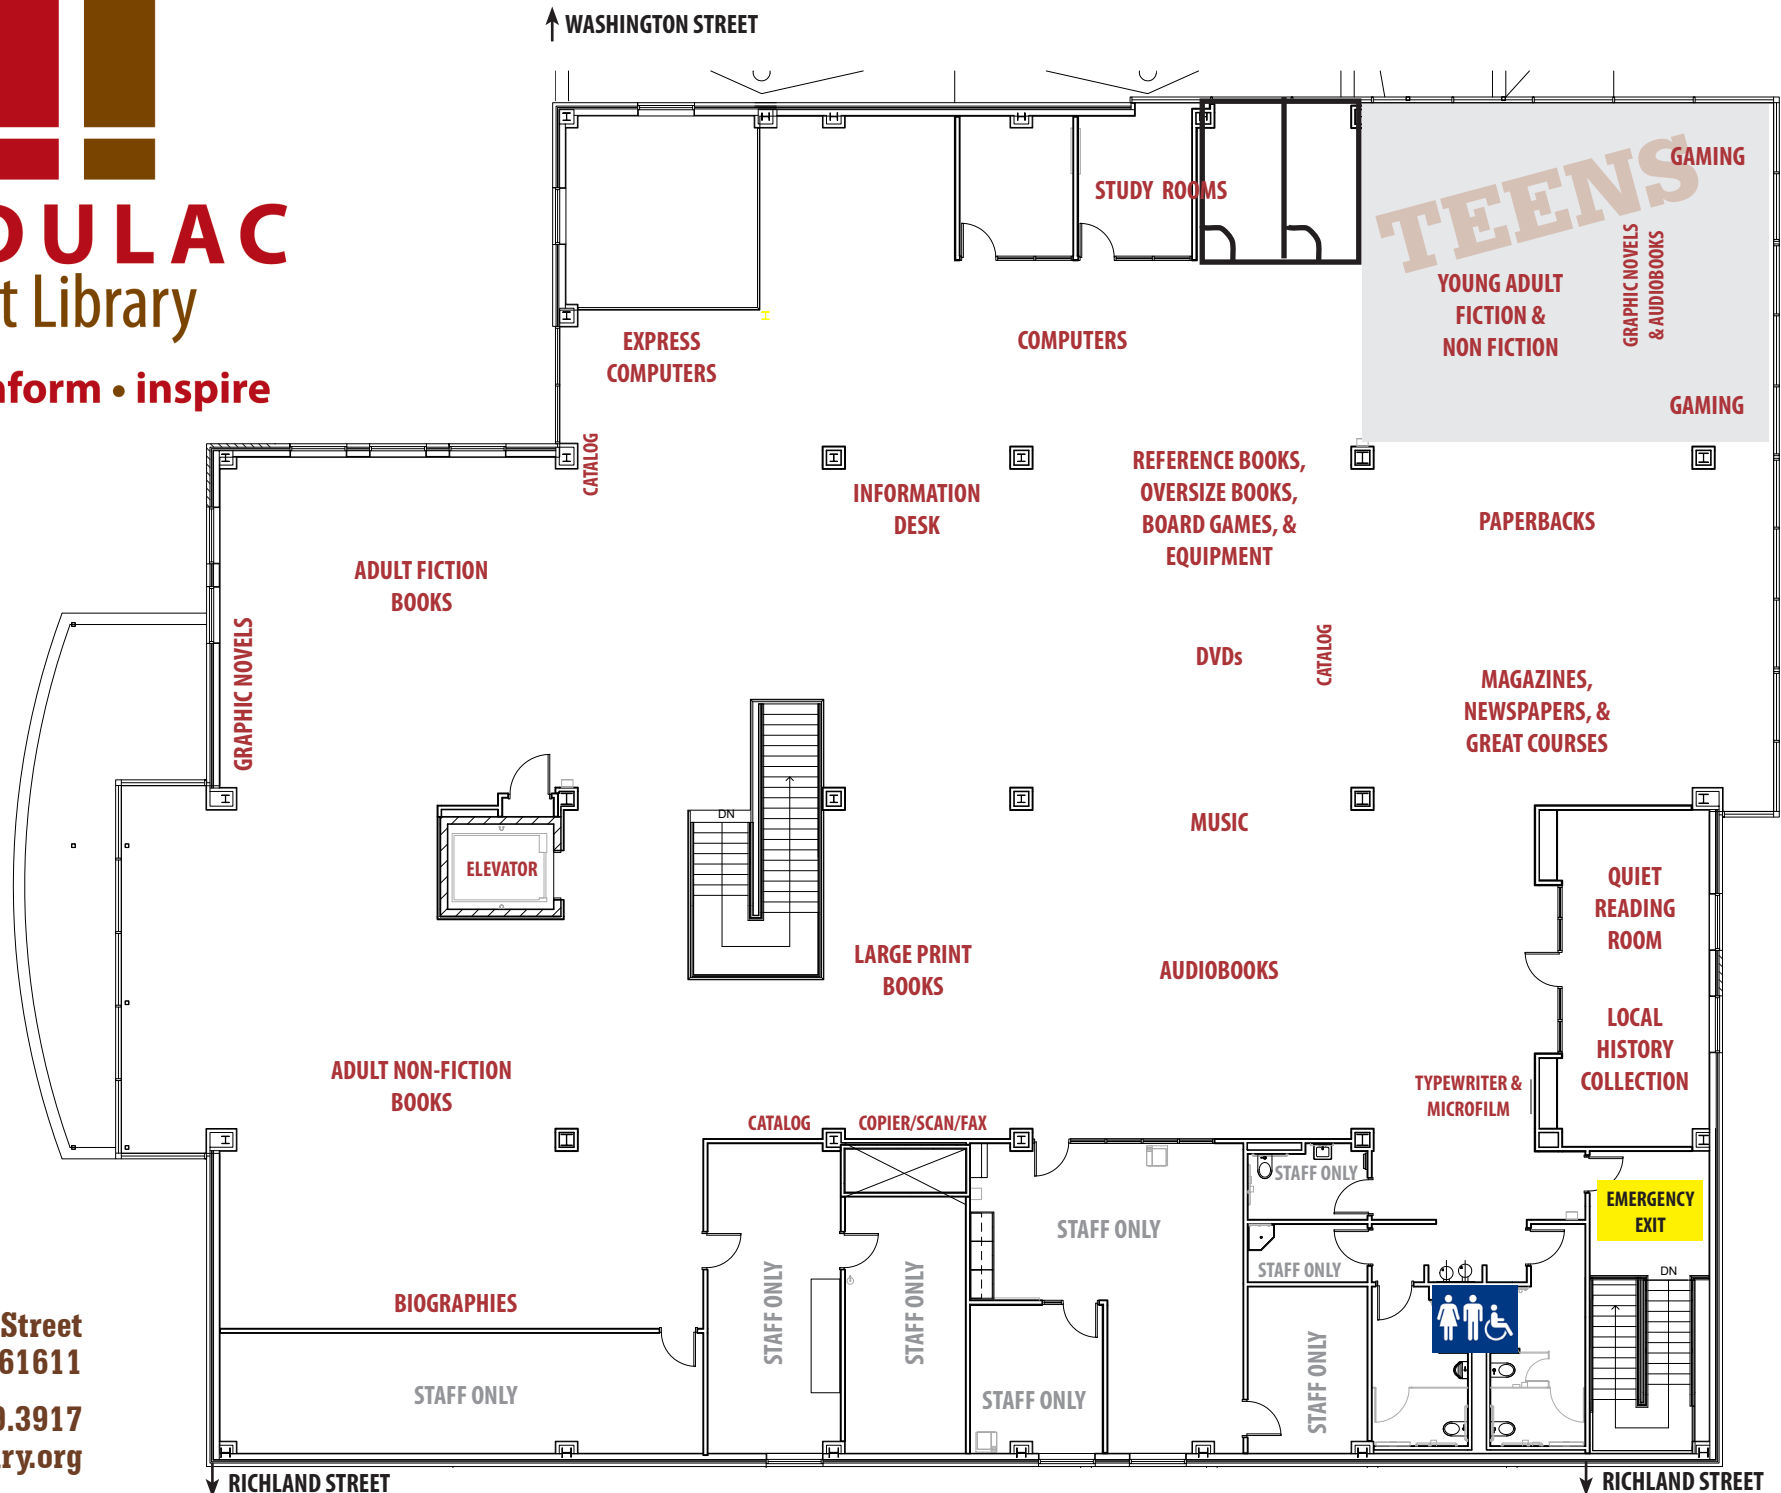 WASHINGTON STREET
DULAC
t Library
nform • inspire
STUDY ROOMS
TEENS
GAMING
YOUNG ADULT
FICTION &
NON FICTION
GRAPHIC NOVELS
& AUDIOBOOKS
GAMING
EXPRESS
COMPUTERS
COMPUTERS
CATALOG
INFORMATION
DESK
REFERENCE BOOKS,
OVERSIZE BOOKS,
BOARD GAMES, &
EQUIPMENT
PAPERBACKS
ADULT FICTION
BOOKS
GRAPHIC NOVELS
DVDs
CATALOG
MAGAZINES,
NEWSPAPERS, &
GREAT COURSES
DN
MUSIC
ELEVATOR
QUIET
READING
ROOM
LARGE PRINT
BOOKS
AUDIOBOOKS
LOCAL
HISTORY
COLLECTION
ADULT NON-FICTION
BOOKS
TYPEWRITER &
MICROFILM
CATALOG
COPIER/SCAN/FAX
STAFF ONLY
STAFF ONLY
EMERGENCY
EXIT
STAFF ONLY
DN
BIOGRAPHIES
STAFF ONLY
STAFF ONLY
STAFF ONLY
STAFF ONLY
STAFF ONLY
STAFF ONLY
Street
61611
0.3917
ry.org
RICHLAND STREET
RICHLAND STREET